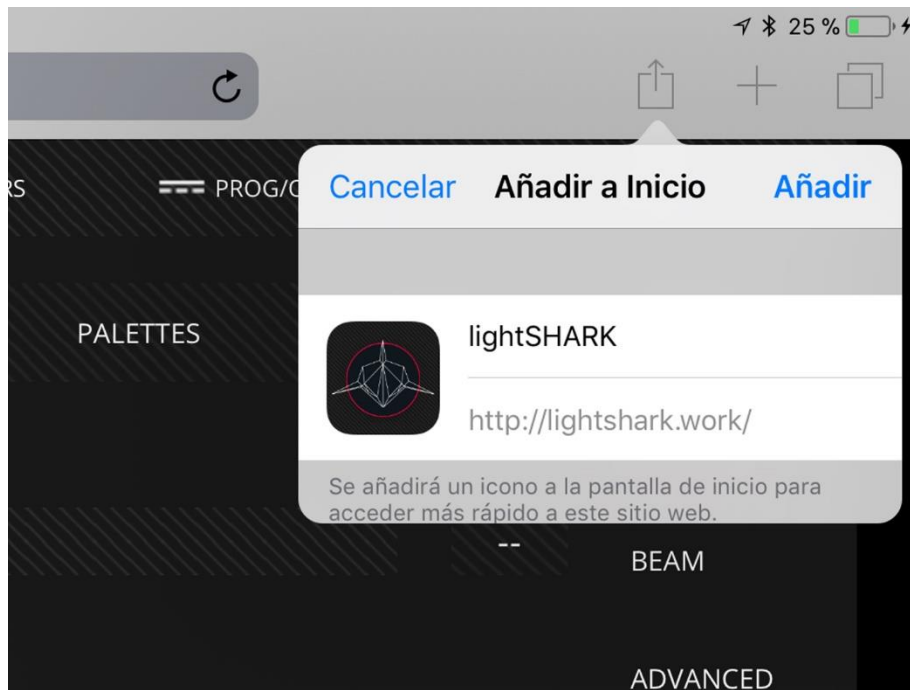 25 %
RS
PROG/C
Cancelar
Añadir a Inicio
Añadir
PALETTES
lightSHARK
http://lightshark.work/
Se añadirá un icono a la pantalla de inicio para
acceder más rápido a este sitio web.
--
BEAM
ADVANCED